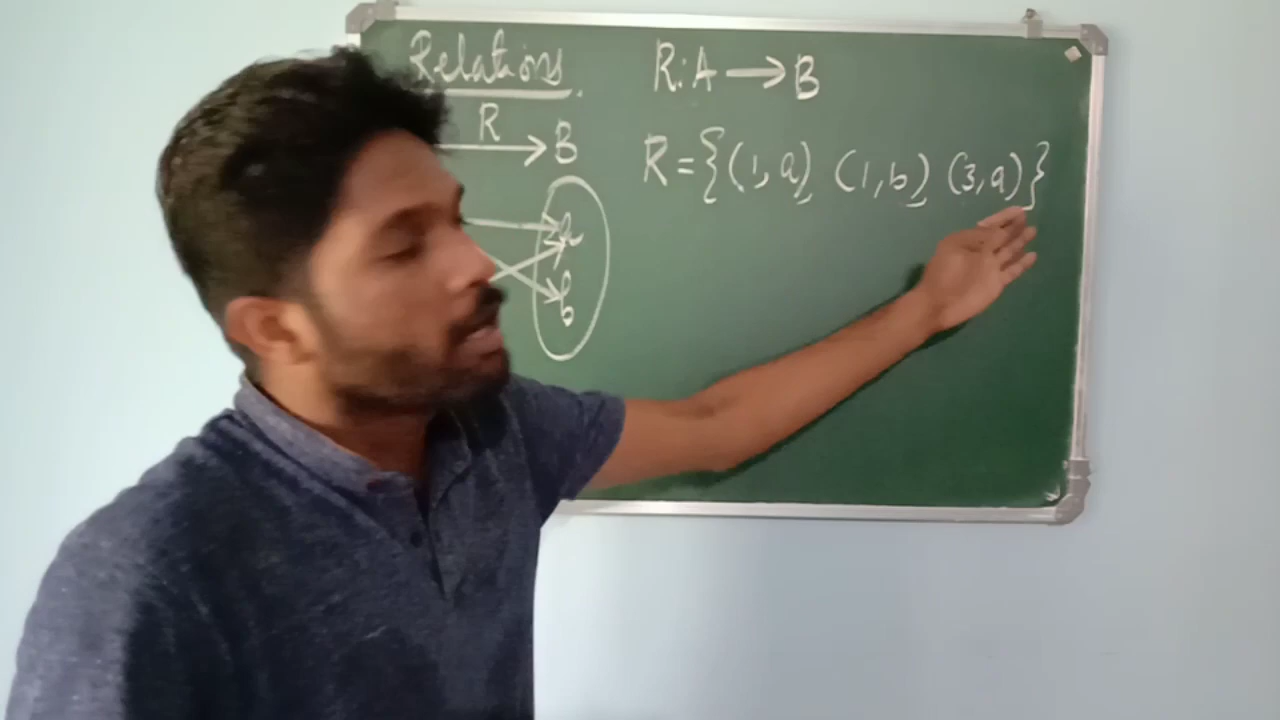 Relations. R: A → B
R → B
R = {(1, a), (1, b), (3, a)}
a
b